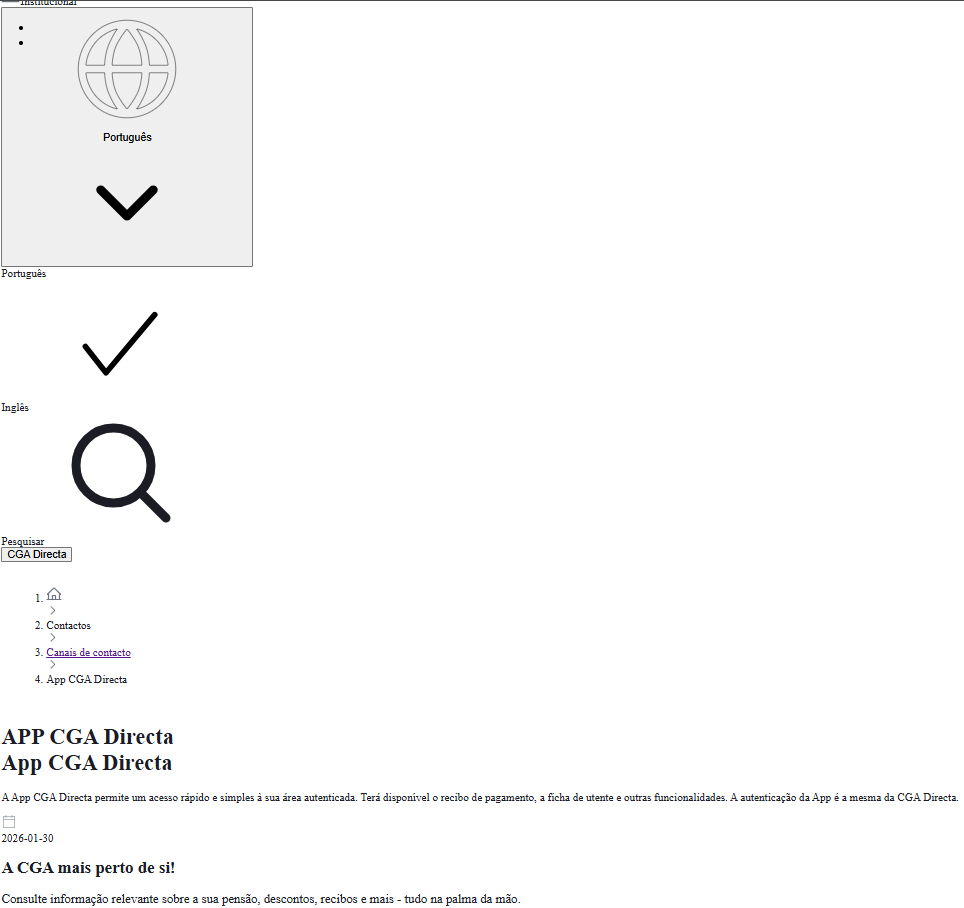 Institucional
Português
Português
Inglês
Pesquisar
CGA Directa
1.
2. Contactos
3. Canais de contacto
4. App CGA Directa
APP CGA Directa
App CGA Directa
A App CGA Directa permite um acesso rápido e simples à sua área autenticada. Terá disponível o recibo de pagamento, a ficha de utente e outras funcionalidades. A autenticação da App é a mesma da CGA Directa.
2026-01-30
A CGA mais perto de si!
Consulte informação relevante sobre a sua pensão, descontos, recibos e mais - tudo na palma da mão.